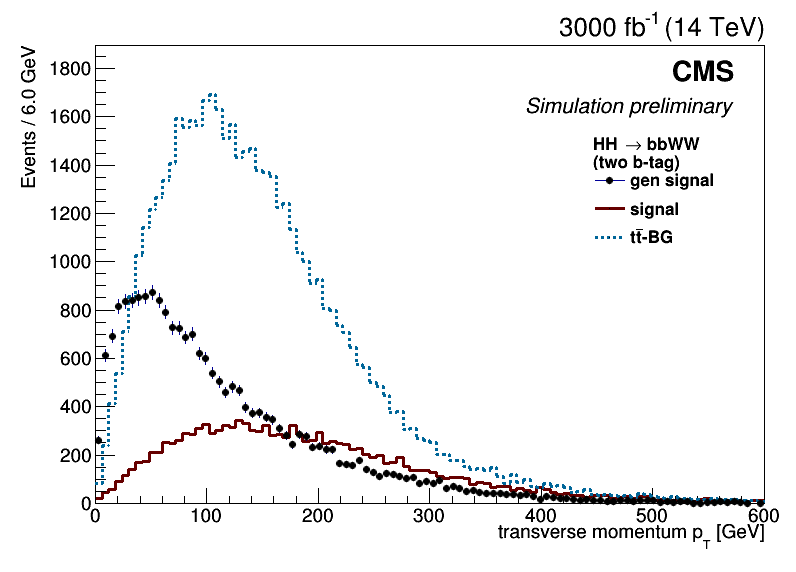 3000 fb-1 (14 TeV)
Events / 6.0 GeV
1800
1600
1400
1200
1000
800
600
400
200
0
CMS
Simulation preliminary
HH → bbWW
(two b-tag)
gen signal
signal
tt̄-BG
0 100 200 300 400 500 600
transverse momentum pT [GeV]